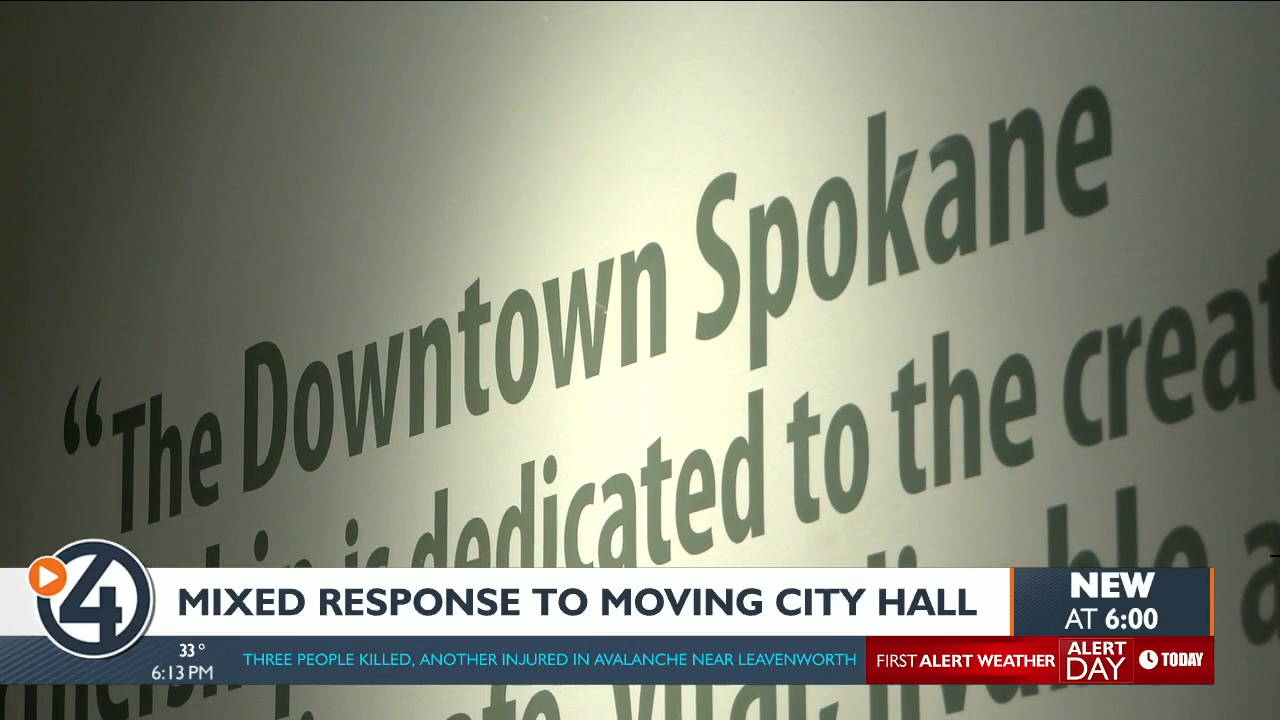 “The Downtown Spokane
is dedicated to the creat
MIXED RESPONSE TO MOVING CITY HALL
NEW
AT 6:00
4
33°
6:13 PM
THREE PEOPLE KILLED, ANOTHER INJURED IN AVALANCHE NEAR LEAVENWORTH
FIRST ALERT WEATHER
ALERT
DAY
TODAY
vital,